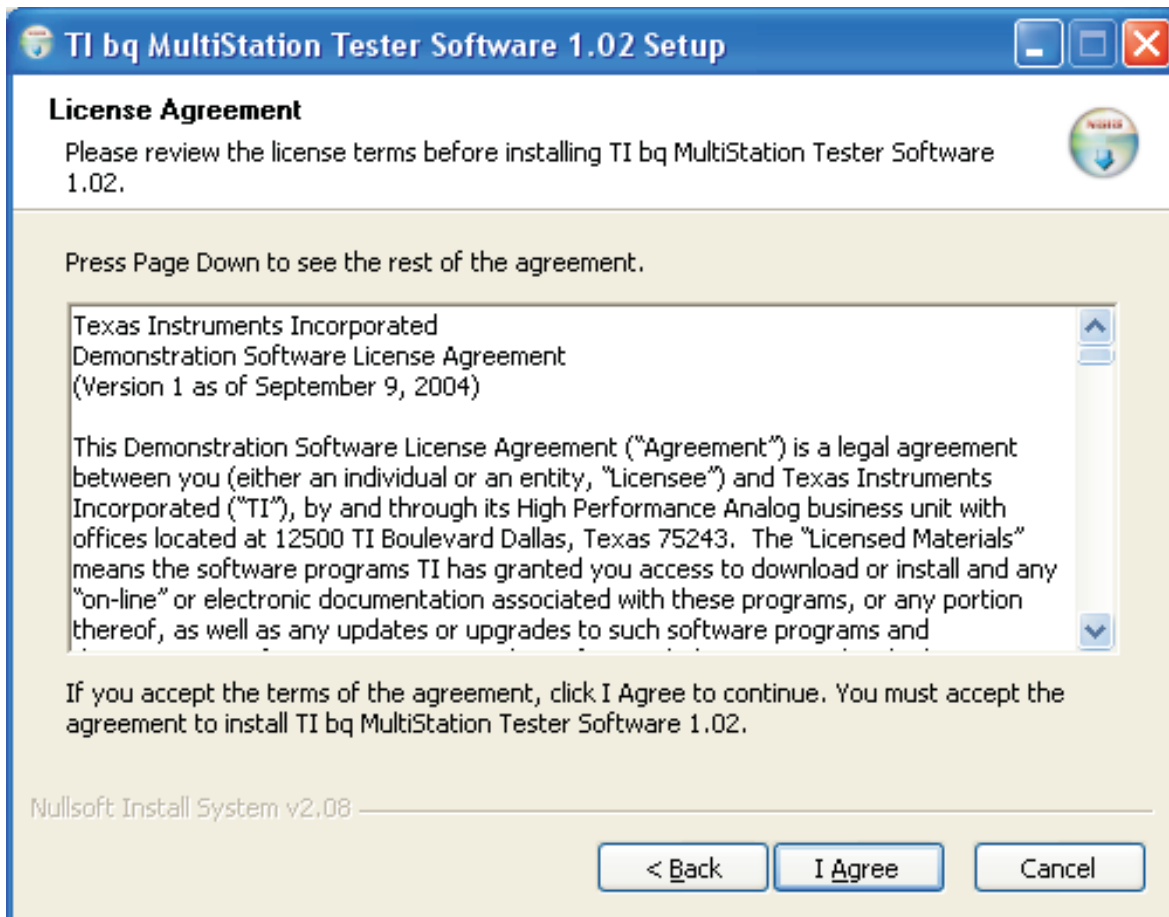 TI bq MultiStation Tester Software 1.02 Setup
License Agreement
Please review the license terms before installing TI bq MultiStation Tester Software
1.02.
Press Page Down to see the rest of the agreement.
Texas Instruments Incorporated
Demonstration Software License Agreement
(Version 1 as of September 9, 2004)
This Demonstration Software License Agreement (“Agreement”) is a legal agreement
between you (either an individual or an entity, “Licensee”) and Texas Instruments
Incorporated (“TI”), by and through its High Performance Analog business unit with
offices located at 12500 TI Boulevard Dallas, Texas 75243.  The “Licensed Materials”
means the software programs TI has granted you access to download or install and any
“on-line” or electronic documentation associated with these programs, or any portion
thereof, as well as any updates or upgrades to such software programs and
If you accept the terms of the agreement, click I Agree to continue. You must accept the
agreement to install TI bq MultiStation Tester Software 1.02.
Nullsoft Install System v2.08
< Back
I Agree
Cancel